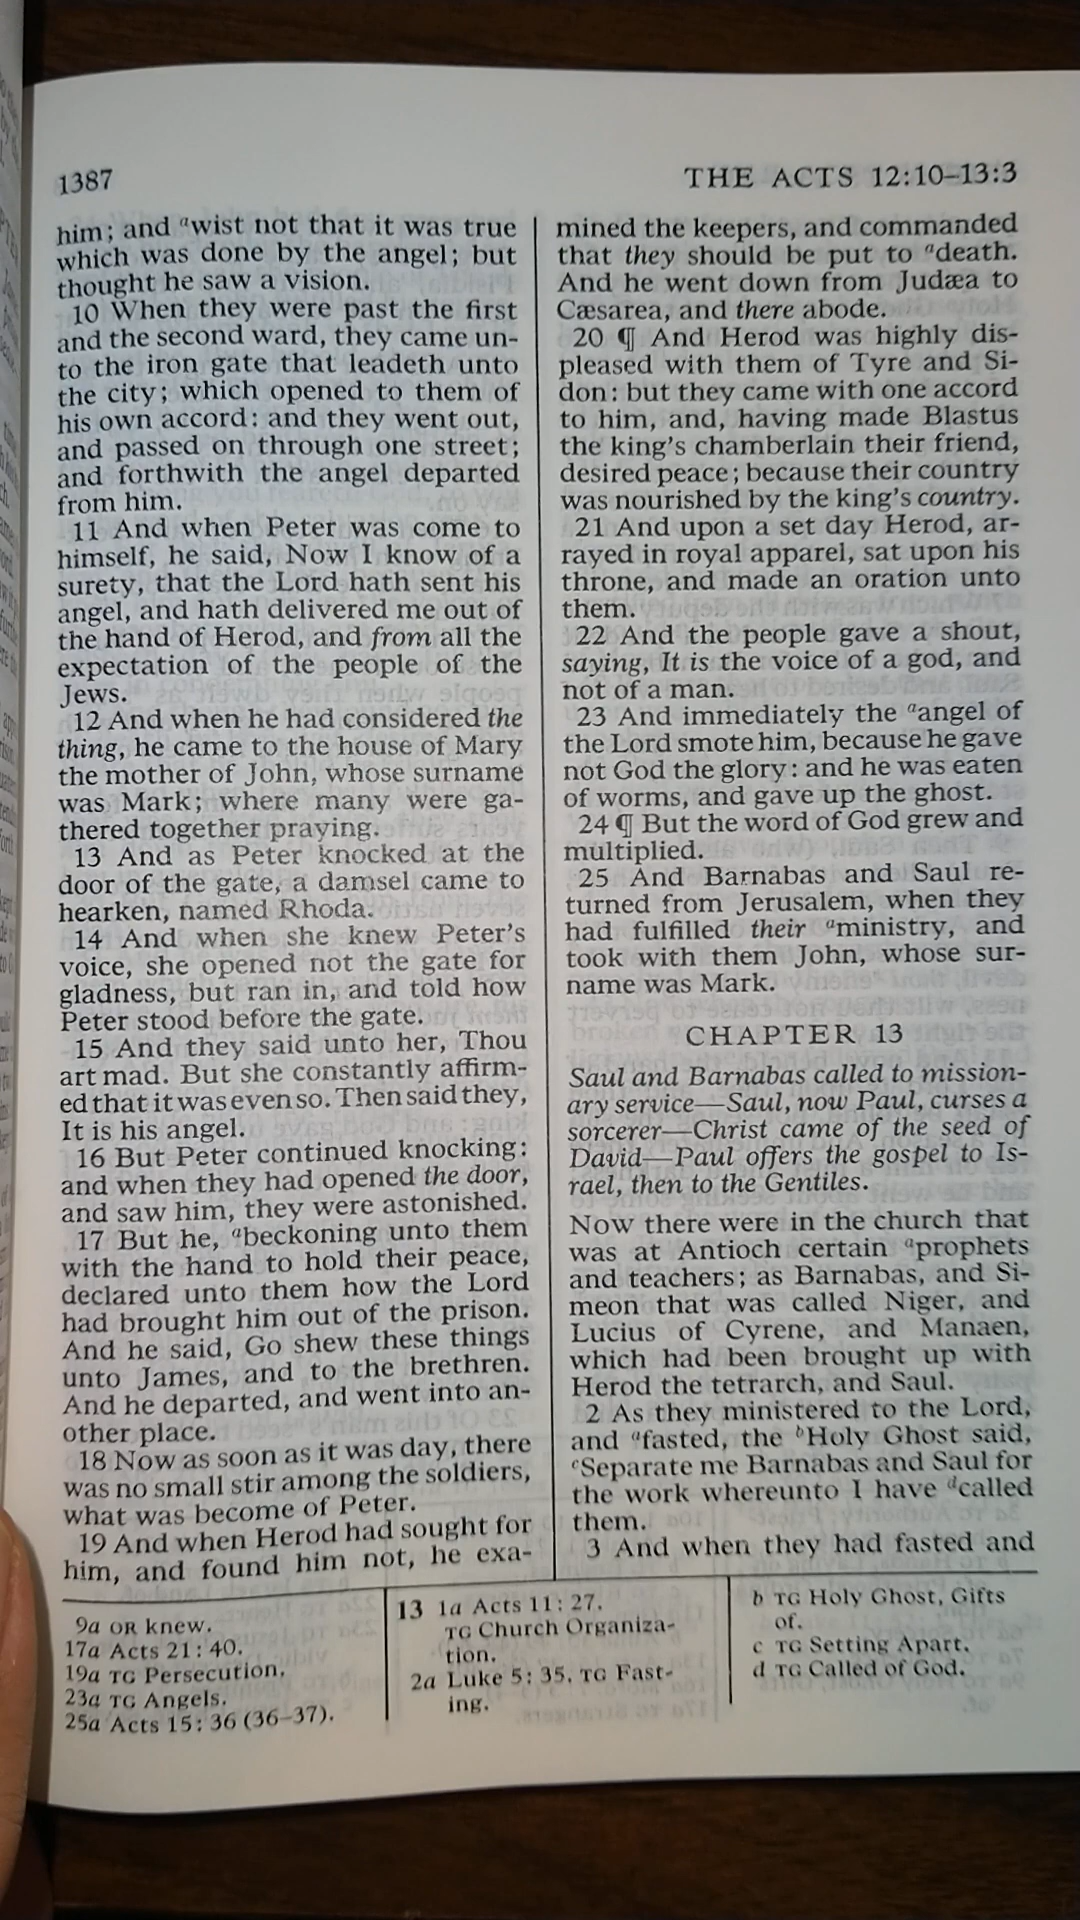 1387
THE ACTS 12:10–13:3
him; and ᵃwist not that it was true
which was done by the angel; but
thought he saw a vision.
10 When they were past the first
and the second ward, they came un-
to the iron gate that leadeth unto
the city; which opened to them of
his own accord: and they went out,
and passed on through one street;
and forthwith the angel departed
from him.
11 And when Peter was come to
himself, he said, Now I know of a
surety, that the Lord hath sent his
angel, and hath delivered me out of
the hand of Herod, and from all the
expectation of the people of the
Jews.
12 And when he had considered the
thing, he came to the house of Mary
the mother of John, whose surname
was Mark; where many were ga-
thered together praying.
13 And as Peter knocked at the
door of the gate, a damsel came to
hearken, named Rhoda.
14 And when she knew Peter's
voice, she opened not the gate for
gladness, but ran in, and told how
Peter stood before the gate.
15 And they said unto her, Thou
art mad. But she constantly affirm-
ed that it was even so. Then said they,
It is his angel.
16 But Peter continued knocking:
and when they had opened the door,
and saw him, they were astonished.
17 But he, ᵃbeckoning unto them
with the hand to hold their peace,
declared unto them how the Lord
had brought him out of the prison.
And he said, Go shew these things
unto James, and to the brethren.
And he departed, and went into an-
other place.
18 Now as soon as it was day, there
was no small stir among the soldiers,
what was become of Peter.
19 And when Herod had sought for
him, and found him not, he exa-
mined the keepers, and commanded
that they should be put to ᵃdeath.
And he went down from Judæa to
Cæsarea, and there abode.
20 ¶ And Herod was highly dis-
pleased with them of Tyre and Si-
don: but they came with one accord
to him, and, having made Blastus
the king's chamberlain their friend,
desired peace; because their country
was nourished by the king's country.
21 And upon a set day Herod, ar-
rayed in royal apparel, sat upon his
throne, and made an oration unto
them.
22 And the people gave a shout,
saying, It is the voice of a god, and
not of a man.
23 And immediately the ᵃangel of
the Lord smote him, because he gave
not God the glory: and he was eaten
of worms, and gave up the ghost.
24 ¶ But the word of God grew and
multiplied.
25 And Barnabas and Saul re-
turned from Jerusalem, when they
had fulfilled their ᵃministry, and
took with them John, whose sur-
name was Mark.
CHAPTER 13
Saul and Barnabas called to mission-
ary service—Saul, now Paul, curses a
sorcerer—Christ came of the seed of
David—Paul offers the gospel to Is-
rael, then to the Gentiles.
Now there were in the church that
was at Antioch certain ᵃprophets
and teachers; as Barnabas, and Si-
meon that was called Niger, and
Lucius of Cyrene, and Manaen,
which had been brought up with
Herod the tetrarch, and Saul.
2 As they ministered to the Lord,
and ᵃfasted, the ᵇHoly Ghost said,
ᶜSeparate me Barnabas and Saul for
the work whereunto I have ᵈcalled
them.
3 And when they had fasted and
9a OR knew.
17a Acts 21:40.
19a TG Persecution.
23a TG Angels.
25a Acts 15:36 (36–37).
13 1a Acts 11:27.
TG Church Organiza-
tion.
2a Luke 5:35. TG Fast-
ing.
b TG Holy Ghost, Gifts
of.
c TG Setting Apart.
d TG Called of God.